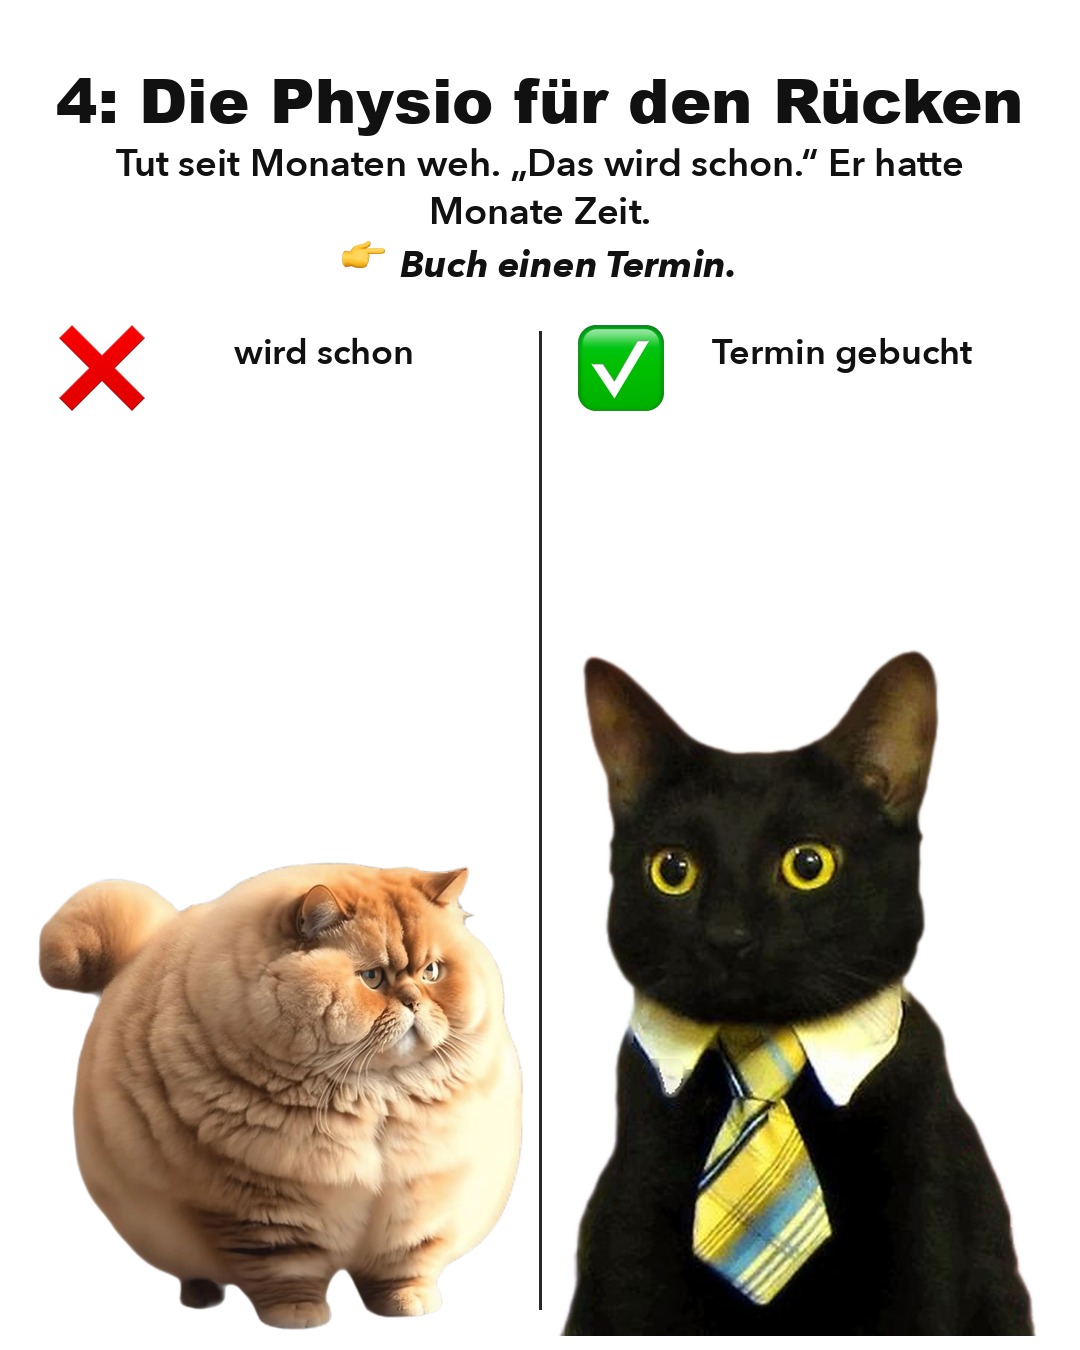 4: Die Physio für den Rücken
Tut seit Monaten weh. „Das wird schon.“ Er hatte
Monate Zeit.
👉 Buch einen Termin.
❌ wird schon
✅ Termin gebucht